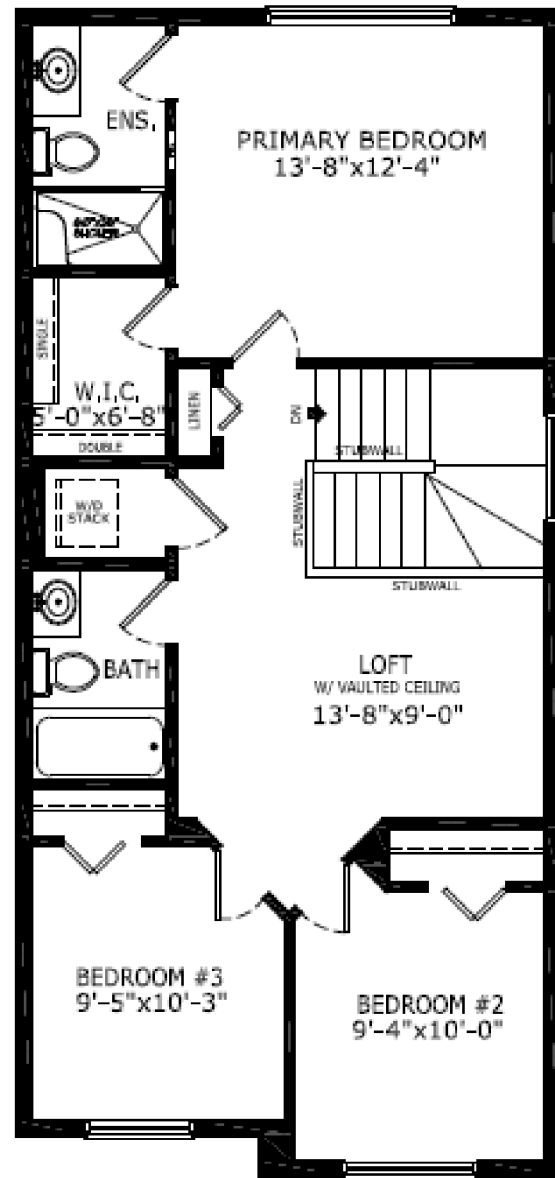 ENS.
PRIMARY BEDROOM
13'-8"x12'-4"
SHOWER
SINGLE
W.I.C.
5'-0"x6'-8"
DOUBLE
LINEN
DN
STUBWALL
STUBWALL
STUBWALL
W/D
STACK
BATH
LOFT
W/ VAULTED CEILING
13'-8"x9'-0"
BEDROOM #3
9'-5"x10'-3"
BEDROOM #2
9'-4"x10'-0"